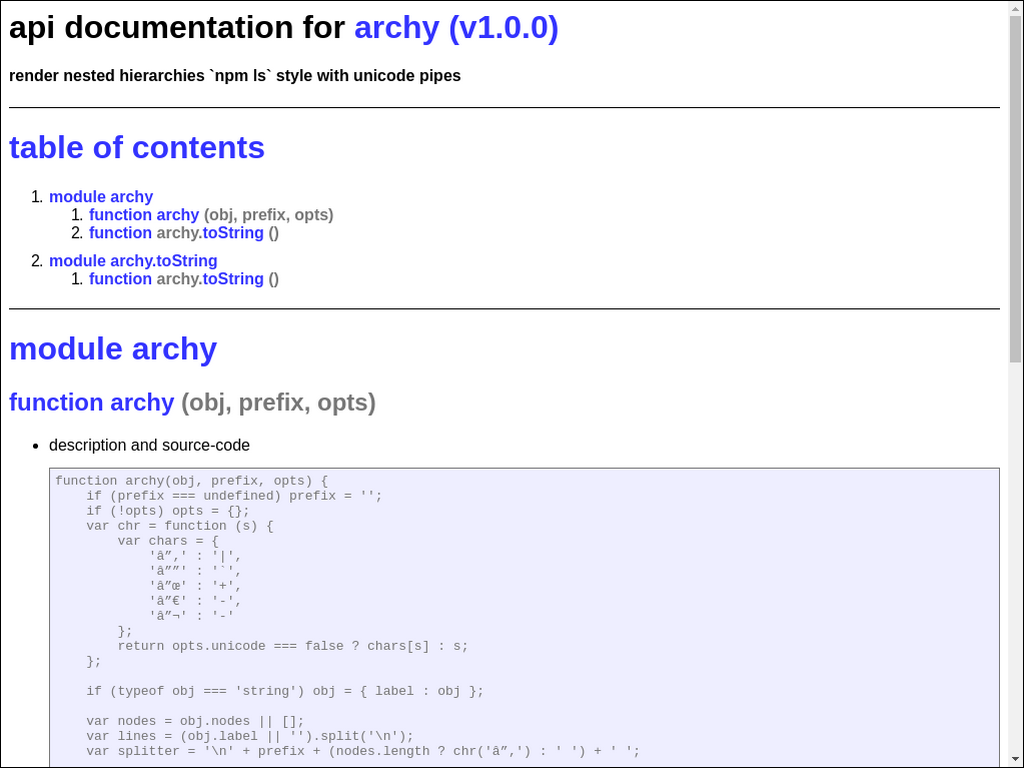 api documentation for archy (v1.0.0)
render nested hierarchies `npm ls` style with unicode pipes
table of contents
1. module archy
1. function archy (obj, prefix, opts)
2. function archy.toString ()
2. module archy.toString
1. function archy.toString ()
module archy
function archy (obj, prefix, opts)
• description and source-code
function archy(obj, prefix, opts) {
    if (prefix === undefined) prefix = '';
    if (!opts) opts = {};
    var chr = function (s) {
        var chars = {
            'â”‚' : '|',
            'â””' : '`',
            'â”œ' : '+',
            'â”€' : '-',
            'â”¬' : '-'
        };
        return opts.unicode === false ? chars[s] : s;
    };
    if (typeof obj === 'string') obj = { label : obj };
    var nodes = obj.nodes || [];
    var lines = (obj.label || '').split('\n');
    var splitter = '\n' + prefix + (nodes.length ? chr('â”‚') : ' ') + ' ';